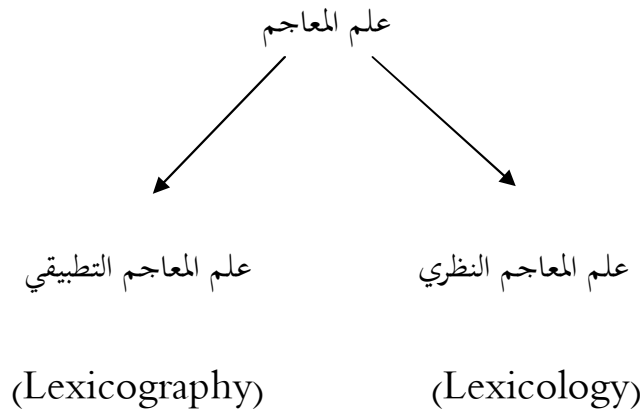 علم المعاجم
علم المعاجم النظري
علم المعاجم التطبيقي
(Lexicology)
(Lexicography)